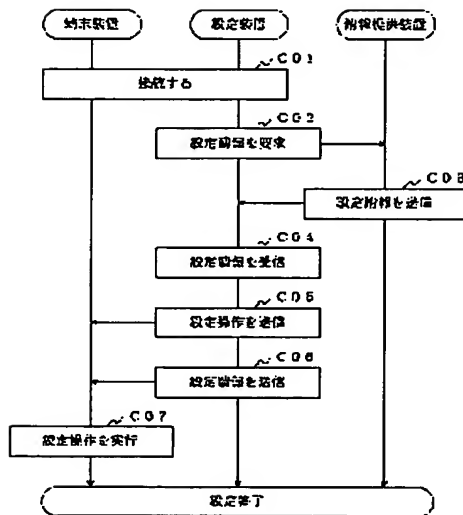 端末装置
設定装置
情報提供装置
C01
接続する
C02
設定情報を要求
C03
設定情報を送信
C04
設定情報を受信
C05
設定操作を送信
C06
設定情報を送信
C07
設定操作を実行
設定終了